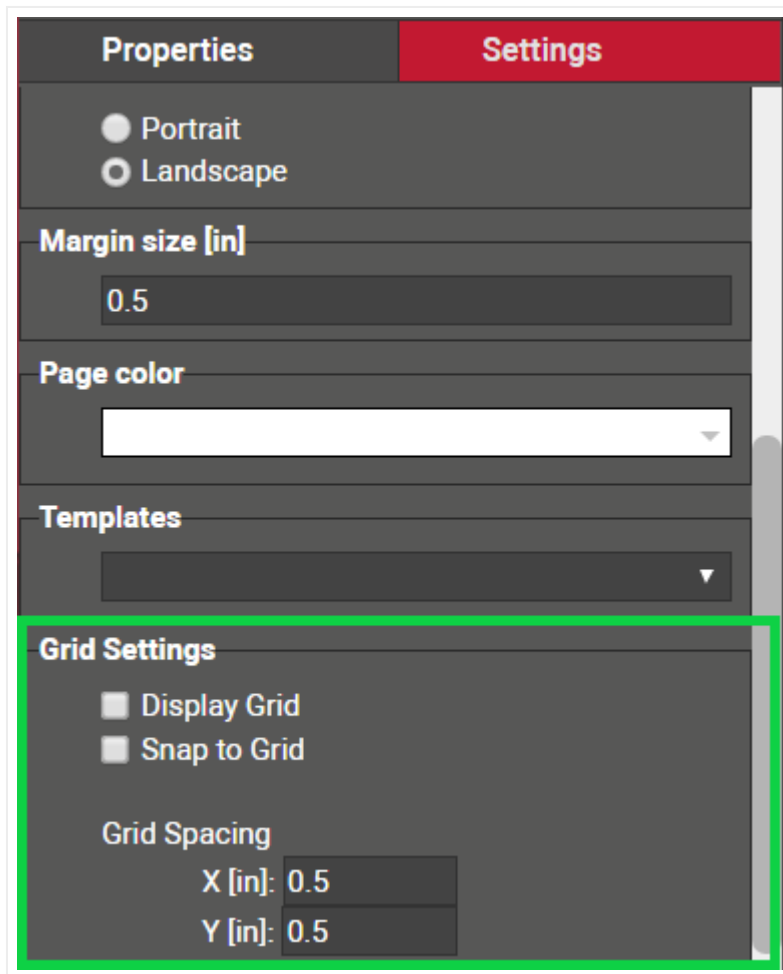 Properties Settings
Portrait
Landscape
Margin size [in]
0.5
Page color
Templates
Grid Settings
Display Grid
Snap to Grid
Grid Spacing
X [in]: 0.5
Y [in]: 0.5